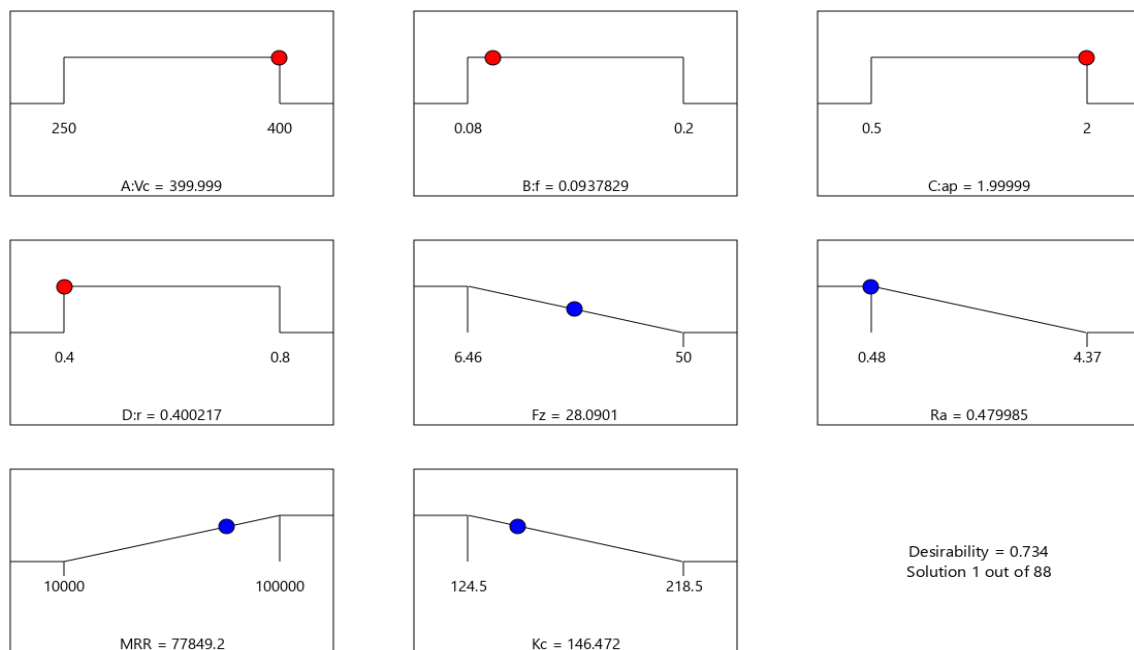 250 400
A:Vc = 399.999
0.08 0.2
B:f = 0.0937829
0.5 2
C:ap = 1.99999
0.4 0.8
D:r = 0.400217
6.46 50
Fz = 28.0901
0.48 4.37
Ra = 0.479985
10000 100000
MRR = 77849.2
124.5 218.5
Kc = 146.472
Desirability = 0.734
Solution 1 out of 88